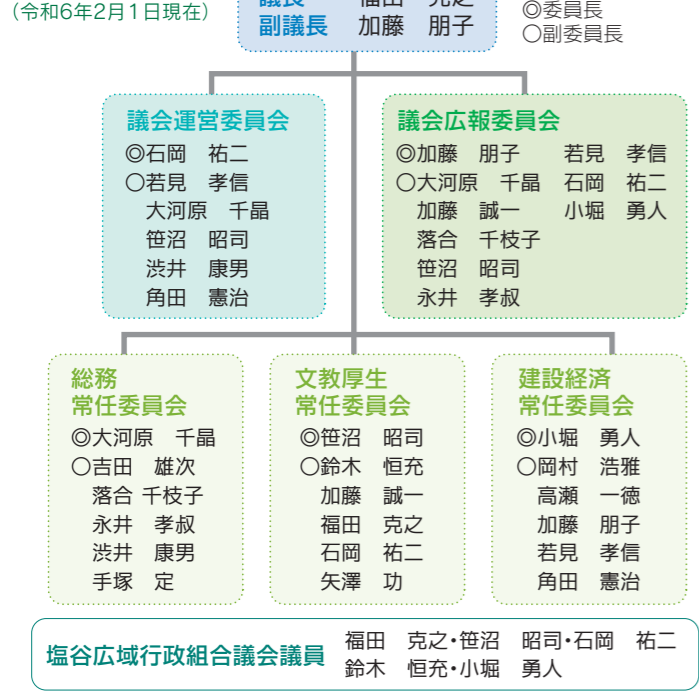 (令和6年2月1日現在)
議長 福田 克之
副議長 加藤 朋子
◎委員長
○副委員長
議会運営委員会
◎石岡 祐二
○若見 孝信
大河原 千晶
笹沼 昭司
渋井 康男
角田 憲治
議会広報委員会
◎加藤 朋子 若見 孝信
○大河原 千晶 石岡 祐二
加藤 誠一 小堀 勇人
落合 千枝子
笹沼 昭司
永井 孝叔
総務
常任委員会
◎大河原 千晶
○吉田 雄次
落合 千枝子
永井 孝叔
渋井 康男
手塚 定
文教厚生
常任委員会
◎笹沼 昭司
○鈴木 恒充
加藤 誠一
福田 克之
石岡 祐二
矢澤 功
建設経済
常任委員会
◎小堀 勇人
○岡村 浩雅
高瀬 一徳
加藤 朋子
若見 孝信
角田 憲治
塩谷広域行政組合議会議員
福田 克之・笹沼 昭司・石岡 祐二
鈴木 恒充・小堀 勇人